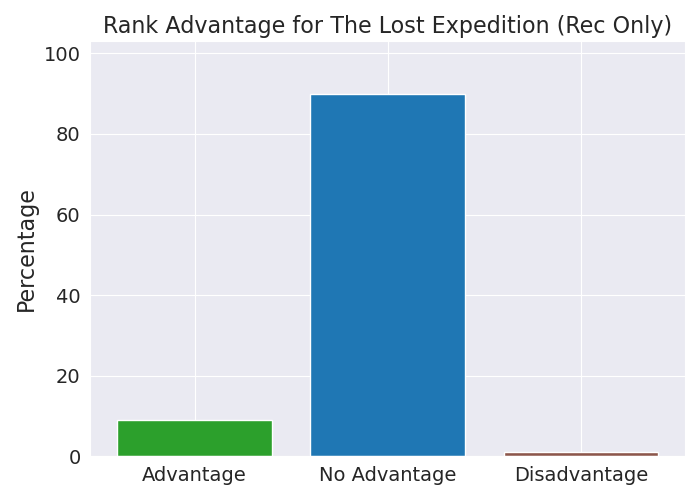 Rank Advantage for The Lost Expedition (Rec Only)
Percentage
100
80
60
40
20
0
Advantage
No Advantage
Disadvantage